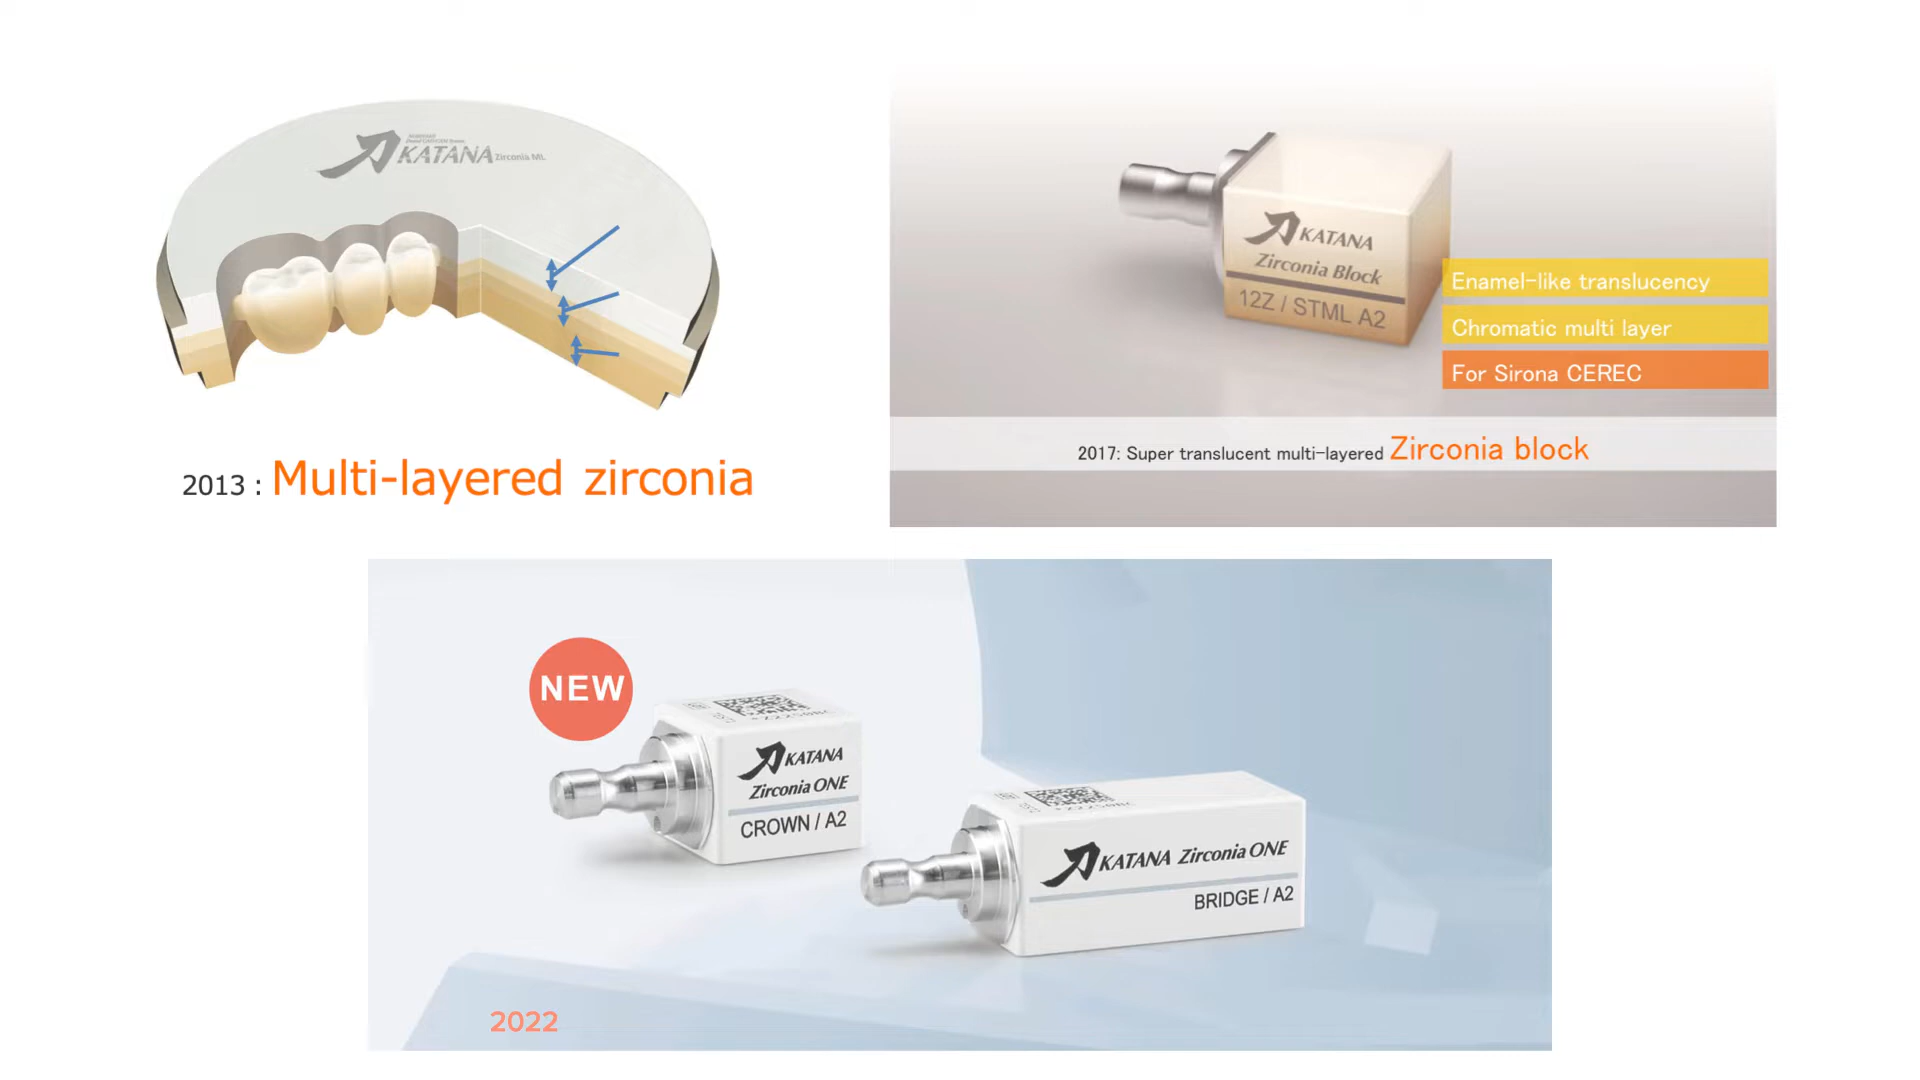 KATANA Zirconia ML
2013 : Multi-layered zirconia
KATANA
Zirconia Block
12Z / STML A2
Enamel-like translucency
Chromatic multi layer
For Sirona CEREC
2017: Super translucent multi-layered Zirconia block
NEW
KATANA
Zirconia ONE
CROWN / A2
KATANA Zirconia ONE
BRIDGE / A2
2022